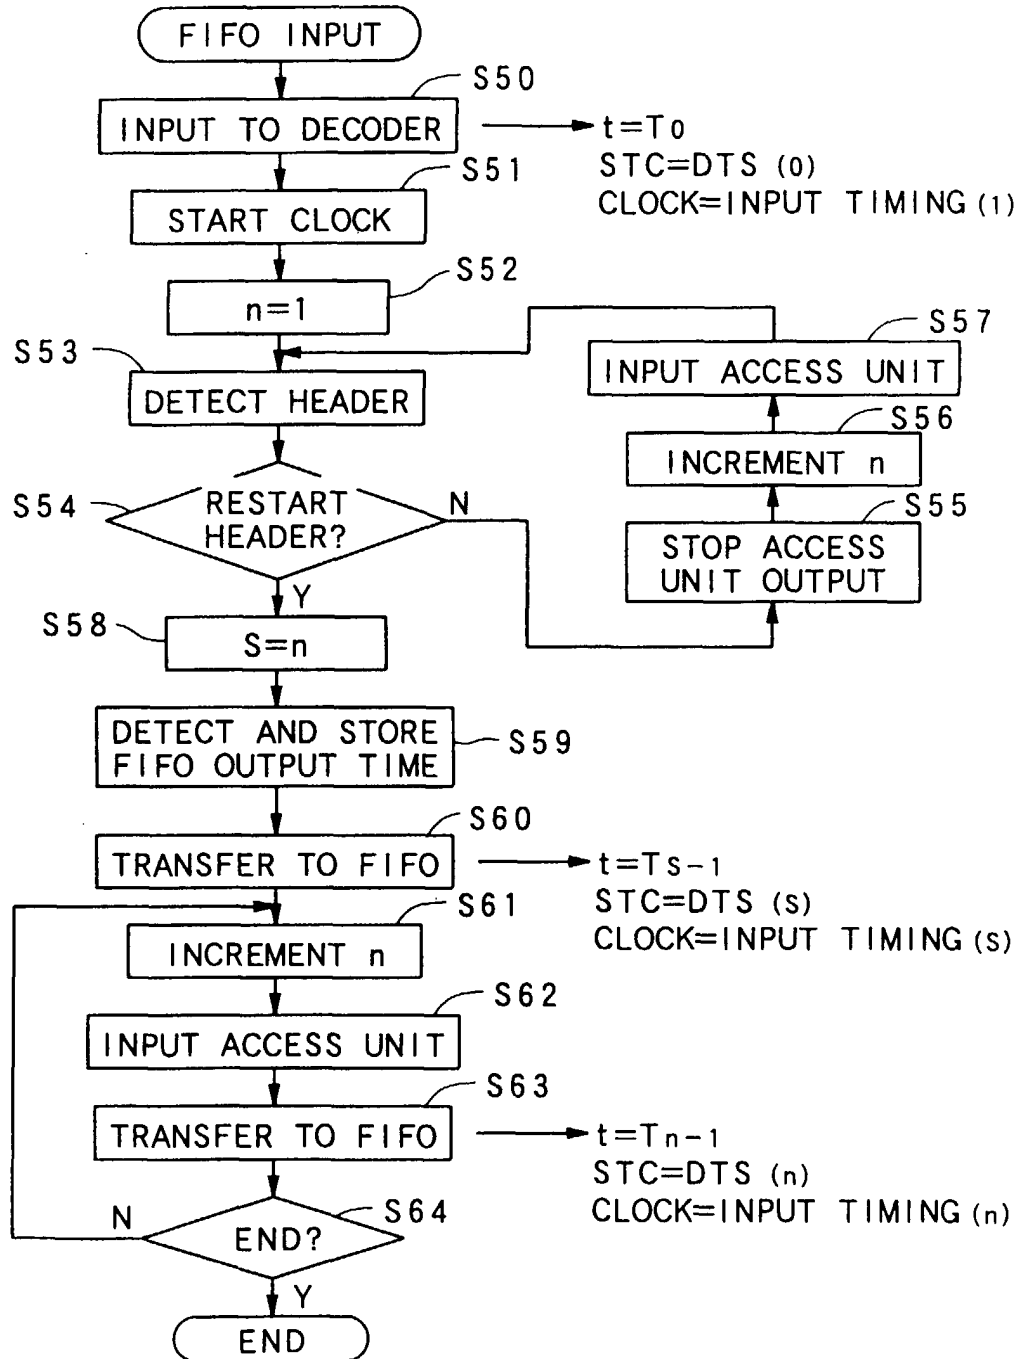 FIFO INPUT
S50
INPUT TO DECODER
t=T0
STC=DTS (0)
CLOCK=INPUT TIMING (1)
S51
START CLOCK
S52
n=1
S53
DETECT HEADER
S54
RESTART
HEADER?
N
Y
S57
INPUT ACCESS UNIT
S56
INCREMENT n
S55
STOP ACCESS
UNIT OUTPUT
S58
S=n
DETECT AND STORE
FIFO OUTPUT TIME
S59
S60
TRANSFER TO FIFO
t=Ts-1
STC=DTS (S)
CLOCK=INPUT TIMING (S)
S61
INCREMENT n
S62
INPUT ACCESS UNIT
S63
TRANSFER TO FIFO
t=Tn-1
STC=DTS (n)
CLOCK=INPUT TIMING (n)
S64
N
END?
Y
END